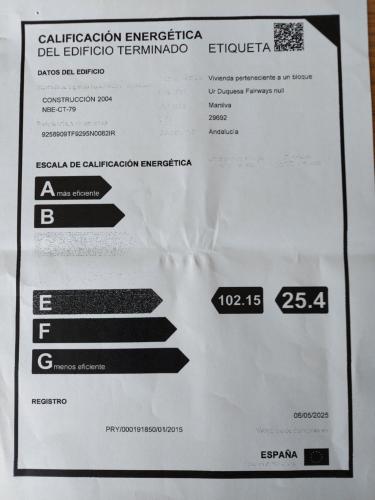 CALIFICACIÓN ENERGÉTICA
DEL EDIFICIO TERMINADO ETIQUETA
DATOS DEL EDIFICIO
Vivienda perteneciente a un bloque
CONSTRUCCIÓN 2004 Ur Duquesa Fairways null
NBE-CT-79 Manilva
29692
9258909TF9295N0082IR Andalucía
ESCALA DE CALIFICACIÓN ENERGÉTICA
A más eficiente
B
E 102.15 25.4
F
G menos eficiente
REGISTRO
06/05/2025
PRY/000191850/01/2015
ESPAÑA